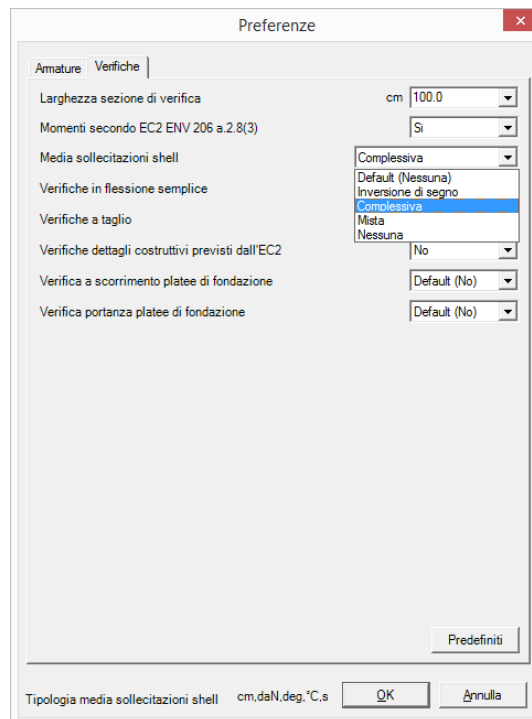 Preferenze
Armature Verifiche
Larghezza sezione di verifica cm 100.0
Momenti secondo EC2 ENV 206 a.2.8(3) Si
Media sollecitazioni shell Complessiva
Default (Nessuna)
Inversione di segno
Verifiche in flessione semplice
Complessiva
Mista
Verifiche a taglio
Nessuna
Verifiche dettagli costruttivi previsti dall'EC2 No
Verifica a scorrimento platee di fondazione Default (No)
Verifica portanza platee di fondazione Default (No)
Predefiniti
Tipologia media sollecitazioni shell cm,daN,deg,°C,s OK Annulla